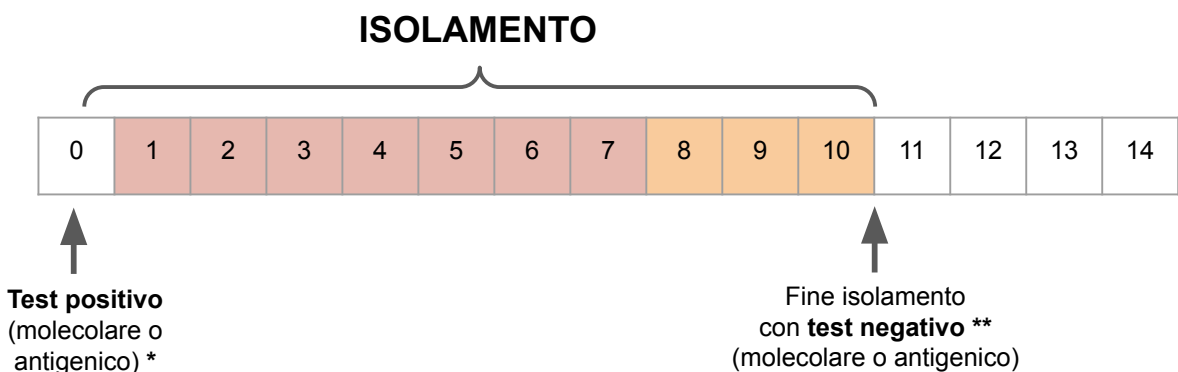 ISOLAMENTO
0 1 2 3 4 5 6 7 8 9 10 11 12 13 14
Test positivo
(molecolare o
antigenico) *
Fine isolamento
con test negativo **
(molecolare o antigenico)